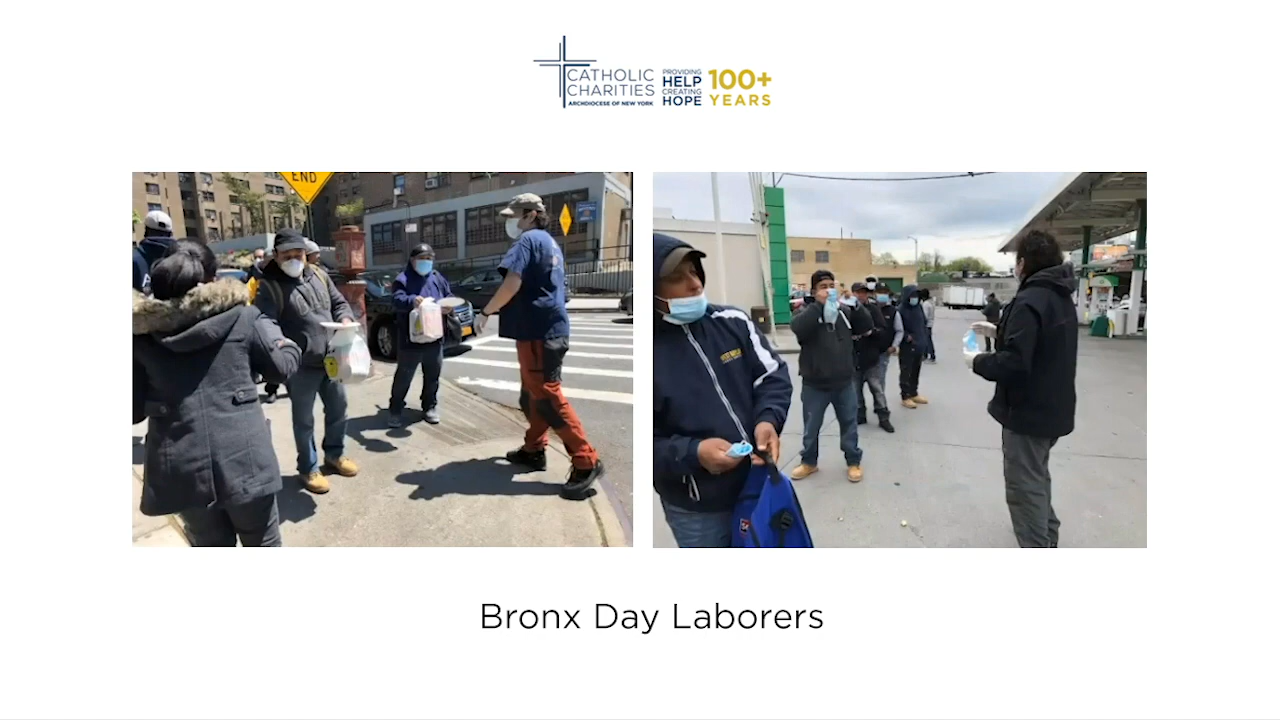 CATHOLIC
CHARITIES
ARCHDIOCESE OF NEW YORK
PROVIDING
HELP
CREATING
HOPE
100+
YEARS
END
Bronx Day Laborers